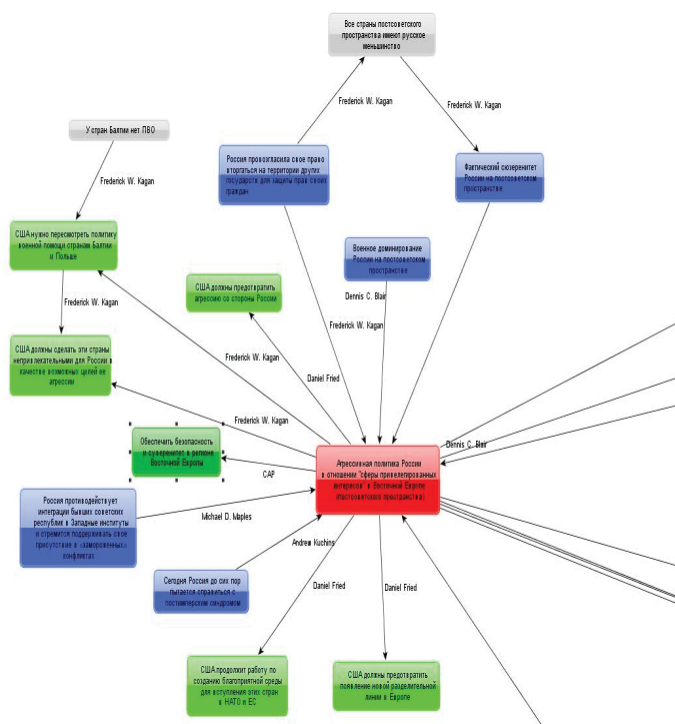 Все страны постсоветского
пространства имеют русское
меньшинство
Frederick W. Kagan
Frederick W. Kagan
У стран Балтии нет ПВО
Frederick W. Kagan
Россия провозгласила свое право
вторгаться на территории других
государств для защиты прав своих
граждан
Фактический сюзеренитет
России на постсоветском
пространстве
США нужно пересмотреть политику
военной помощи странам Балтии
и Польше
Военное доминирование
России на постсоветском
пространстве
США должны предотвратить
агрессию со стороны России
Dennis C. Blair
Frederick W. Kagan
Frederick W. Kagan
Frederick W. Kagan
Daniel Fried
США должны сделать эти страны
непривлекательными для России в
качестве возможных целей ее
агрессии
Frederick W. Kagan
Обеспечить безопасность
и суверенитет в регионе
Восточной Европы
CAP
Dennis C. Blair
Агрессивная политика России
в отношении "сферы привелегированных
интересов" в Восточной Европе
(постсоветского пространства)
Россия противодействует
интеграции бывших советских
республик в Западные институты
и стремится поддерживать свое
присутствие в «замороженных»
конфликтах
Michael D. Maples
Andrew Kuchins
Сегодня Россия до сих пор
пытается справиться с
постимперским синдромом
Daniel Fried
Daniel Fried
США продолжит работу по
созданию благоприятной среды
для вступления этих стран
в НАТО и ЕС
США должны предотвратить
появление новой разделительной
линии в Европе